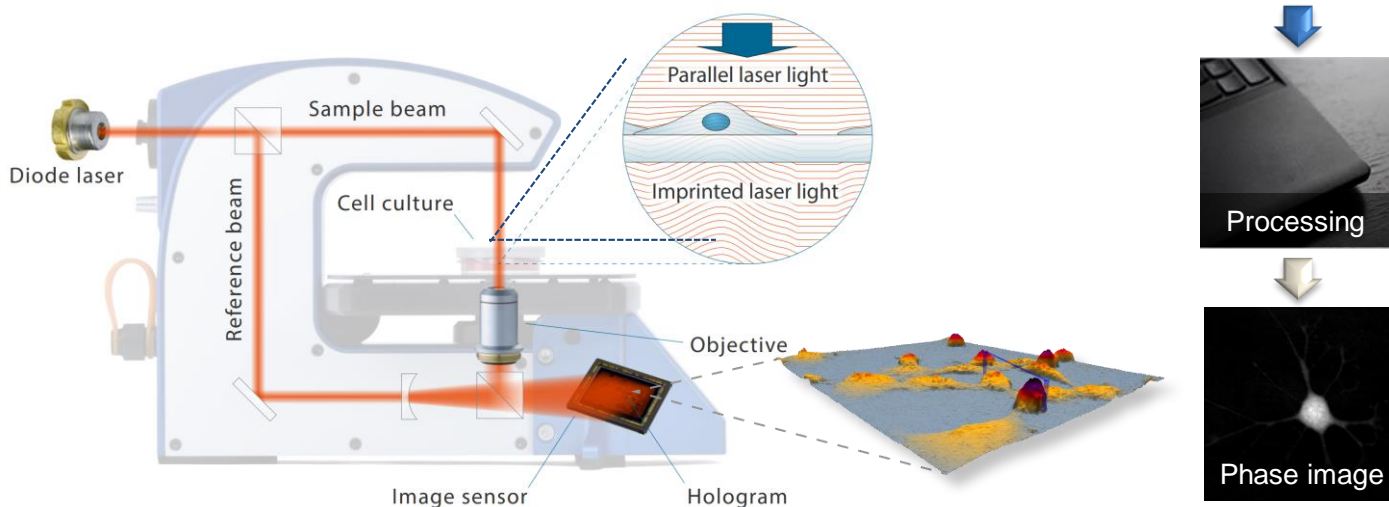 Sample beam
Diode laser
Reference beam
Cell culture
Parallel laser light
Imprinted laser light
Objective
Image sensor
Hologram
Processing
Phase image